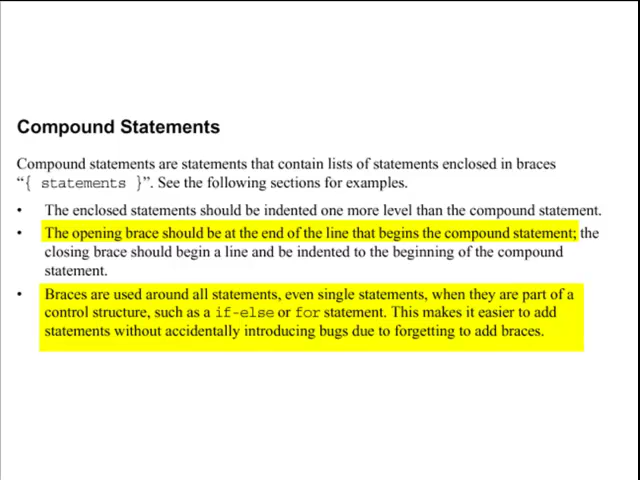 Compound Statements
Compound statements are statements that contain lists of statements enclosed in braces
“{ statements }”. See the following sections for examples.
• The enclosed statements should be indented one more level than the compound statement.
• The opening brace should be at the end of the line that begins the compound statement; the
closing brace should begin a line and be indented to the beginning of the compound
statement.
• Braces are used around all statements, even single statements, when they are part of a
control structure, such as a if-else or for statement. This makes it easier to add
statements without accidentally introducing bugs due to forgetting to add braces.